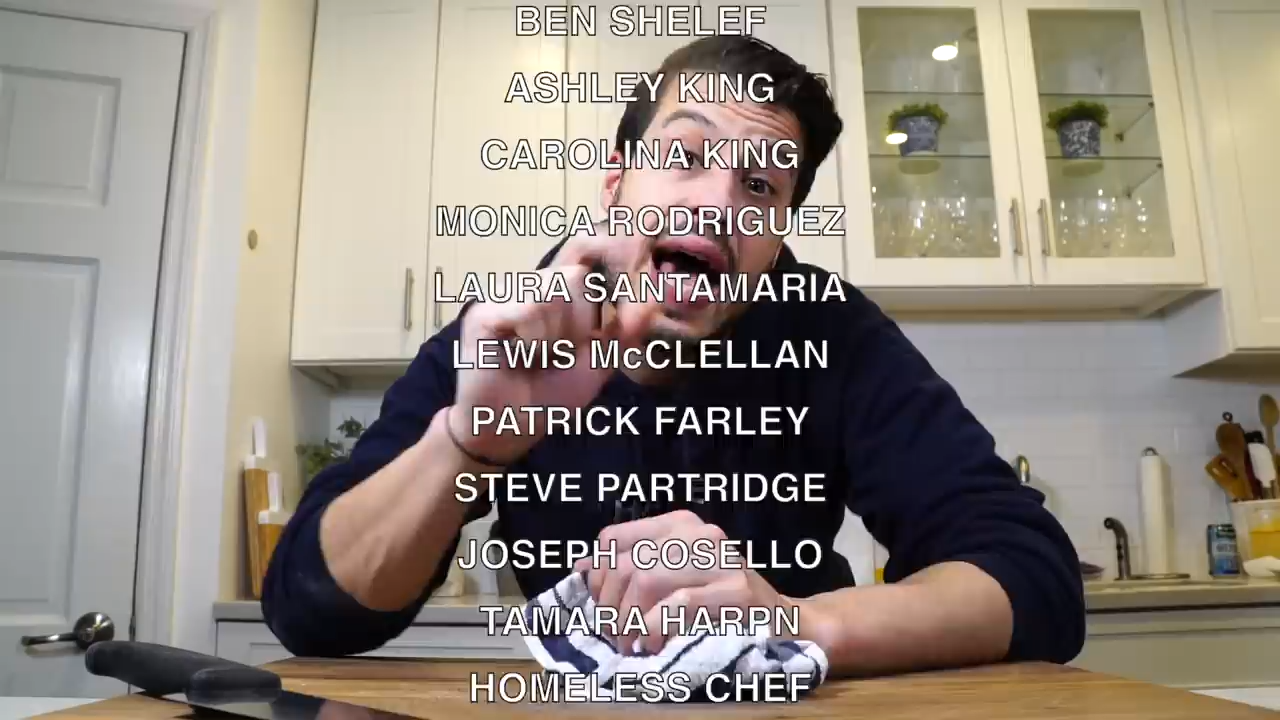 BEN SHELEF
ASHLEY KING
CAROLINA KING
MONICA RODRIGUEZ
LAURA SANTAMARIA
LEWIS McCLELLAN
PATRICK FARLEY
STEVE PARTRIDGE
JOSEPH COSELLO
TAMARA HARPN
HOMELESS CHEF